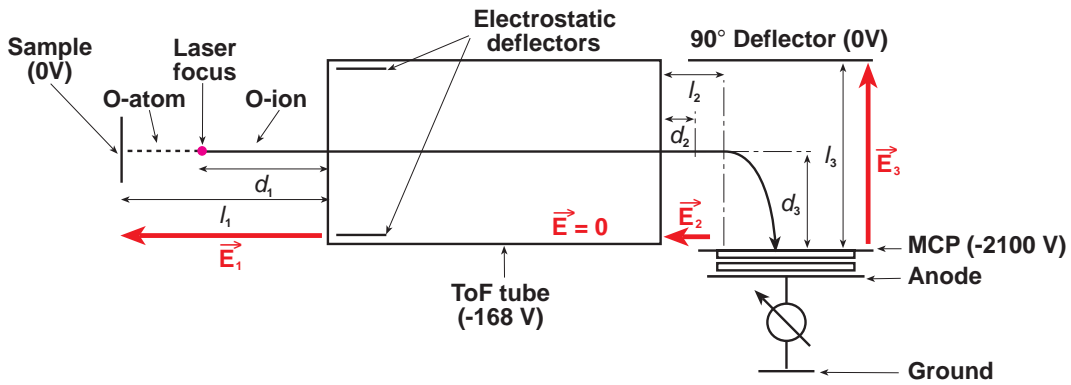 Electrostatic
deflectors
Sample
(0V)
Laser
focus
90° Deflector (0V)
O-atom
O-ion
l2
d2
d1
l1
l3
d3
E3
E1
E = 0
E2
MCP (-2100 V)
Anode
ToF tube
(-168 V)
Ground